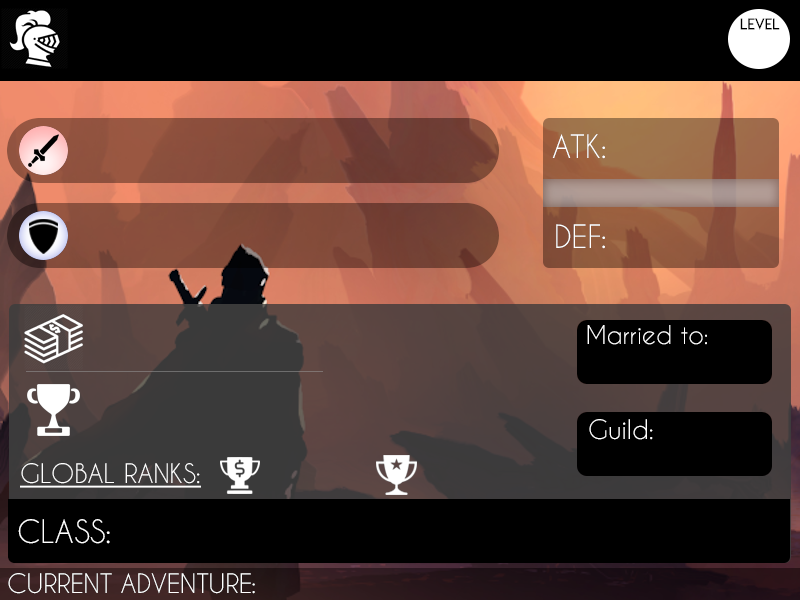 LEVEL
ATK:
DEF:
$
Married to:
Guild:
GLOBAL RANKS:
$
CLASS:
CURRENT ADVENTURE: